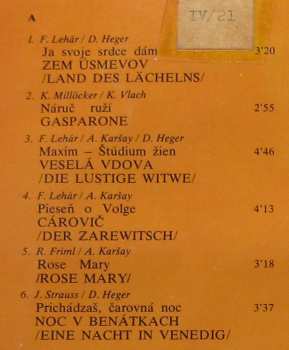 IV/21
A
1. F. Lehár / D. Heger
Ja svoje srdce dám 3'20
ZEM ÚSMEVOV
/LAND DES LÄCHELNS/
2. K. Millöcker / K. Vlach
Náruč ruží 2'55
GASPARONE
3. F. Lehár / A. Karšay / D. Heger
Maxim – Štúdium žien 4'46
VESELÁ VDOVA
/DIE LUSTIGE WITWE/
4. F. Lehár / A. Karšay
Pieseň o Volge 4'13
CÁROVIČ
/DER ZAREWITSCH/
5. R. Friml / A. Karšay
Rose Mary 3'18
/ROSE MARY/
6. J. Strauss / D. Heger
Prichádzaš, čarovná noc 3'37
NOC V BENÁTKACH
/EINE NACHT IN VENEDIG/